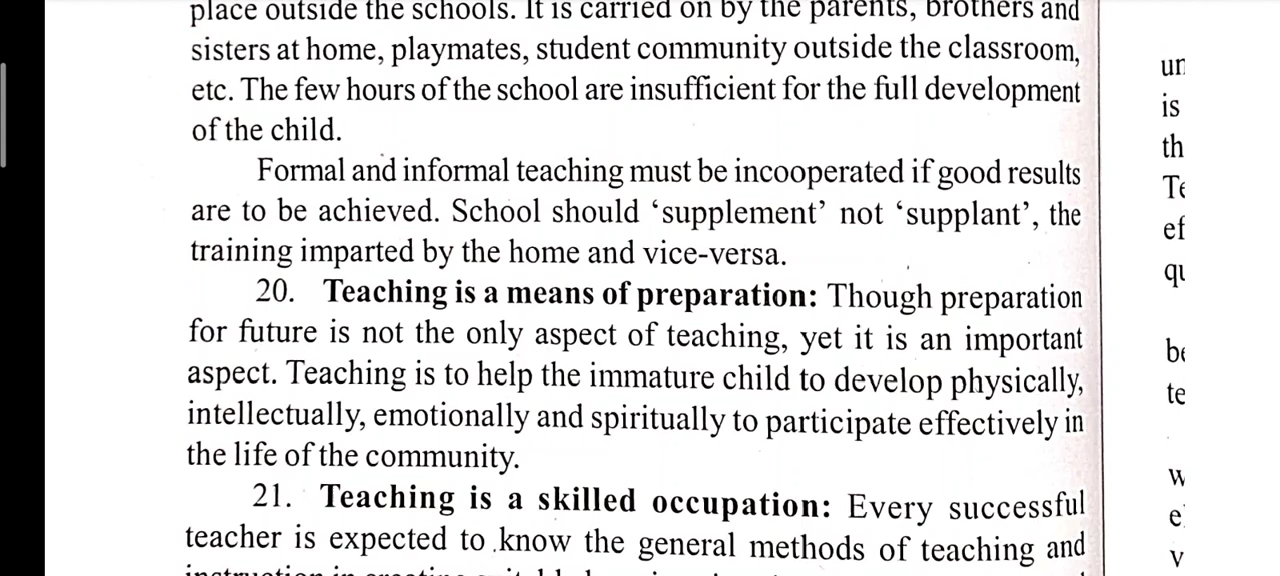 place outside the schools. It is carried on by the parents, brothers and
sisters at home, playmates, student community outside the classroom,
etc. The few hours of the school are insufficient for the full development
of the child.
Formal and informal teaching must be incooperated if good results
are to be achieved. School should ‘supplement’ not ‘supplant’, the
training imparted by the home and vice-versa.
20. Teaching is a means of preparation: Though preparation
for future is not the only aspect of teaching, yet it is an important
aspect. Teaching is to help the immature child to develop physically,
intellectually, emotionally and spiritually to participate effectively in
the life of the community.
21. Teaching is a skilled occupation: Every successful
teacher is expected to know the general methods of teaching and
is
th
ef
te